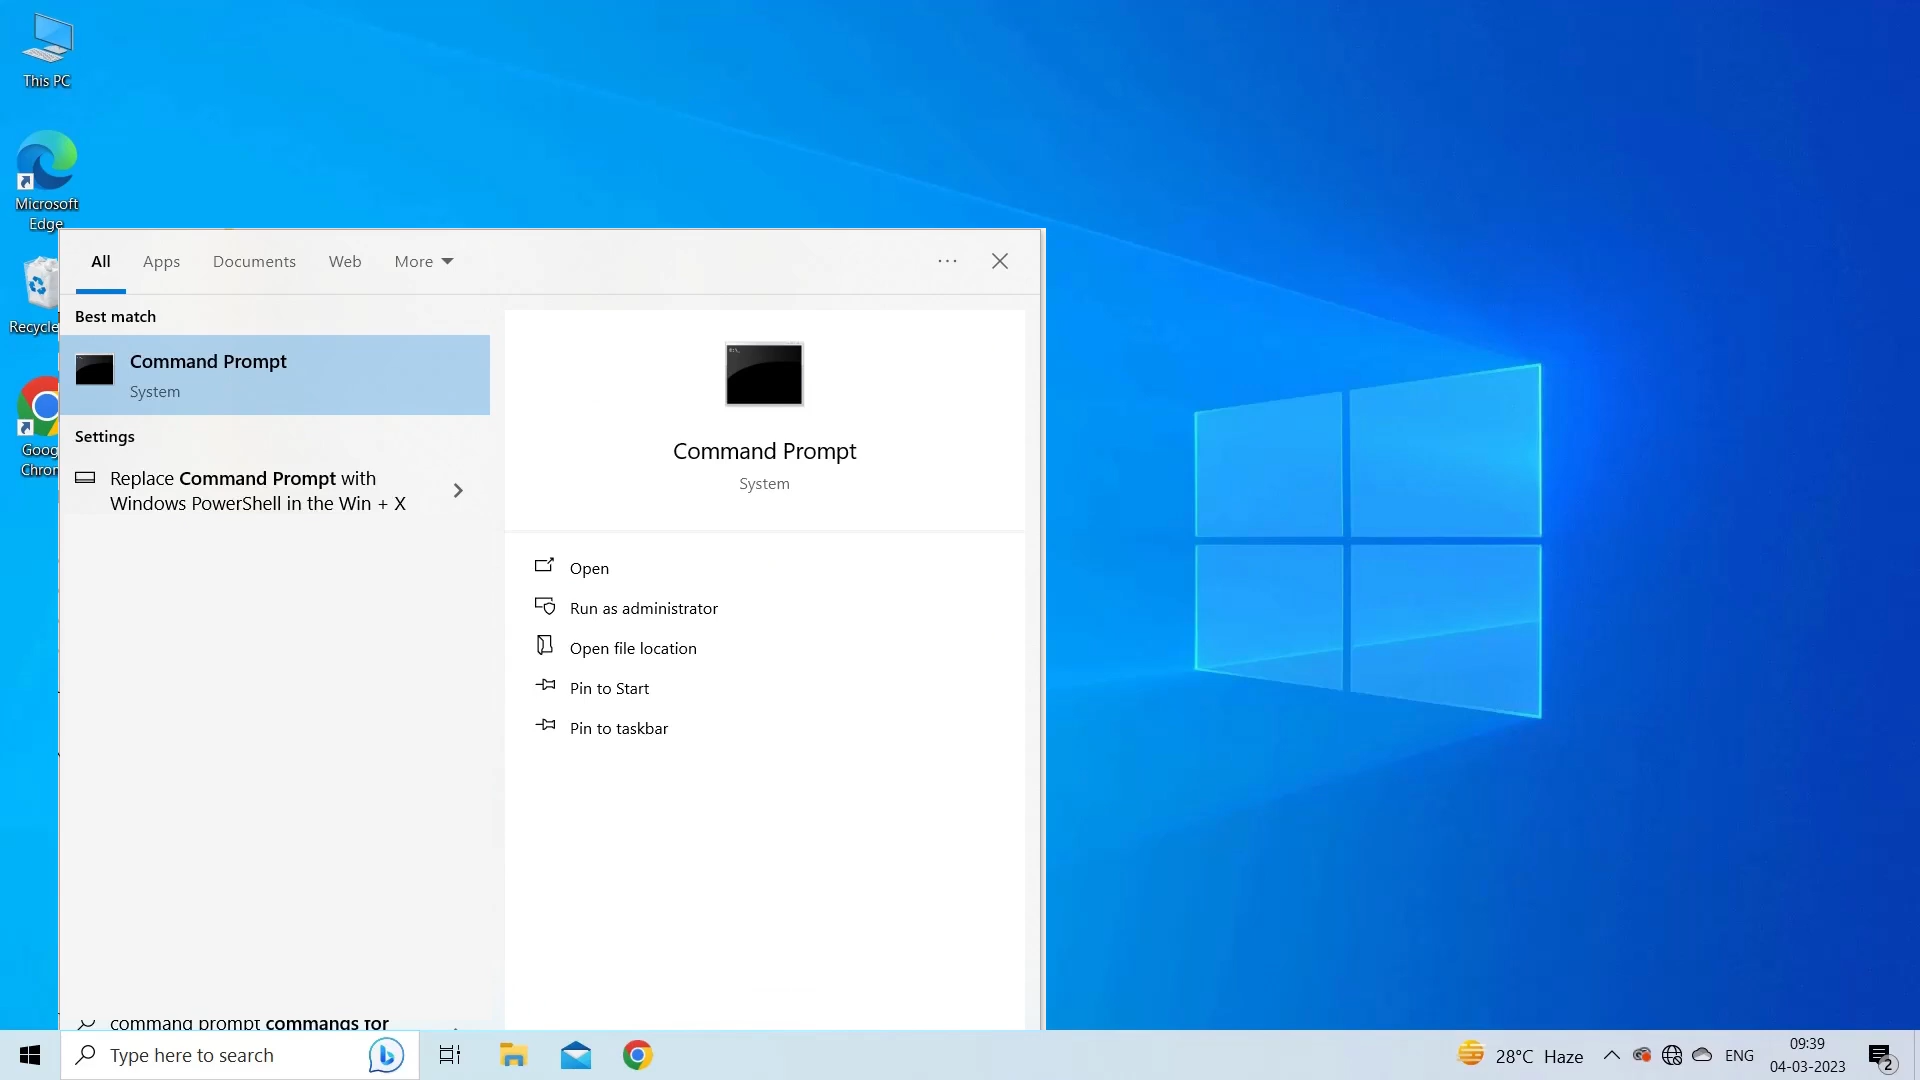 This PC
Microsoft
Edge
Recycle
Goog
Chron
All Apps Documents Web More
Best match
Command Prompt
System
Settings
Replace Command Prompt with
Windows PowerShell in the Win + X
command prompt commands for
Command Prompt
System
Open
Run as administrator
Open file location
Pin to Start
Pin to taskbar
Type here to search
28°C Haze
ENG
09:39
04-03-2023
2